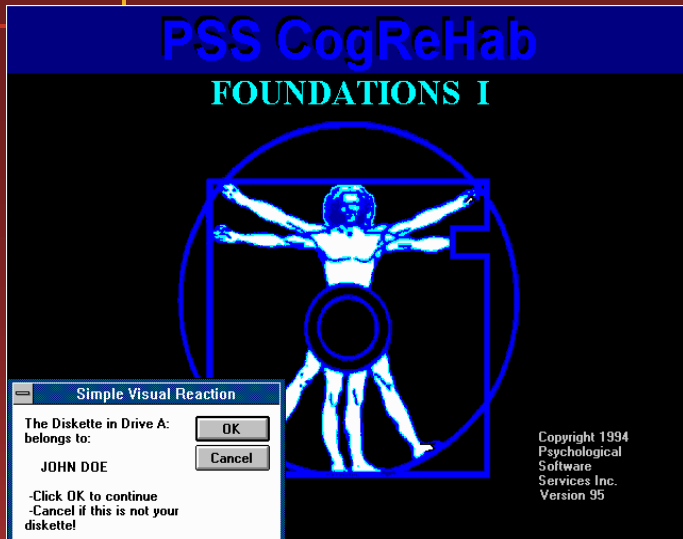 PSS CogReHab
FOUNDATIONS I
Simple Visual Reaction
The Diskette in Drive A:
belongs to:
JOHN DOE
-Click OK to continue
-Cancel if this is not your
diskette!
OK
Cancel
Copyright 1994
Psychological
Software
Services Inc.
Version 95